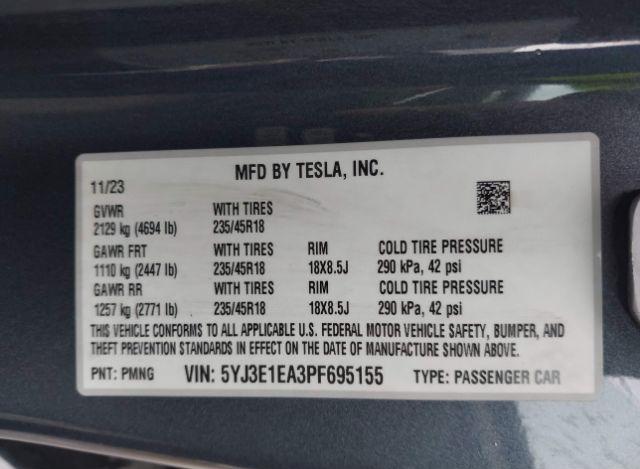 MFD BY TESLA, INC.
11/23
GVWR WITH TIRES
2129 kg (4694 lb) 235/45R18
GAWR FRT WITH TIRES RIM COLD TIRE PRESSURE
1110 kg (2447 lb) 235/45R18 18X8.5J 290 kPa, 42 psi
GAWR RR WITH TIRES RIM COLD TIRE PRESSURE
1257 kg (2771 lb) 235/45R18 18X8.5J 290 kPa, 42 psi
THIS VEHICLE CONFORMS TO ALL APPLICABLE U.S. FEDERAL MOTOR VEHICLE SAFETY, BUMPER, AND
THEFT PREVENTION STANDARDS IN EFFECT ON THE DATE OF MANUFACTURE SHOWN ABOVE.
PNT: PMNG VIN: 5YJ3E1EA3PF695155 TYPE: PASSENGER CAR